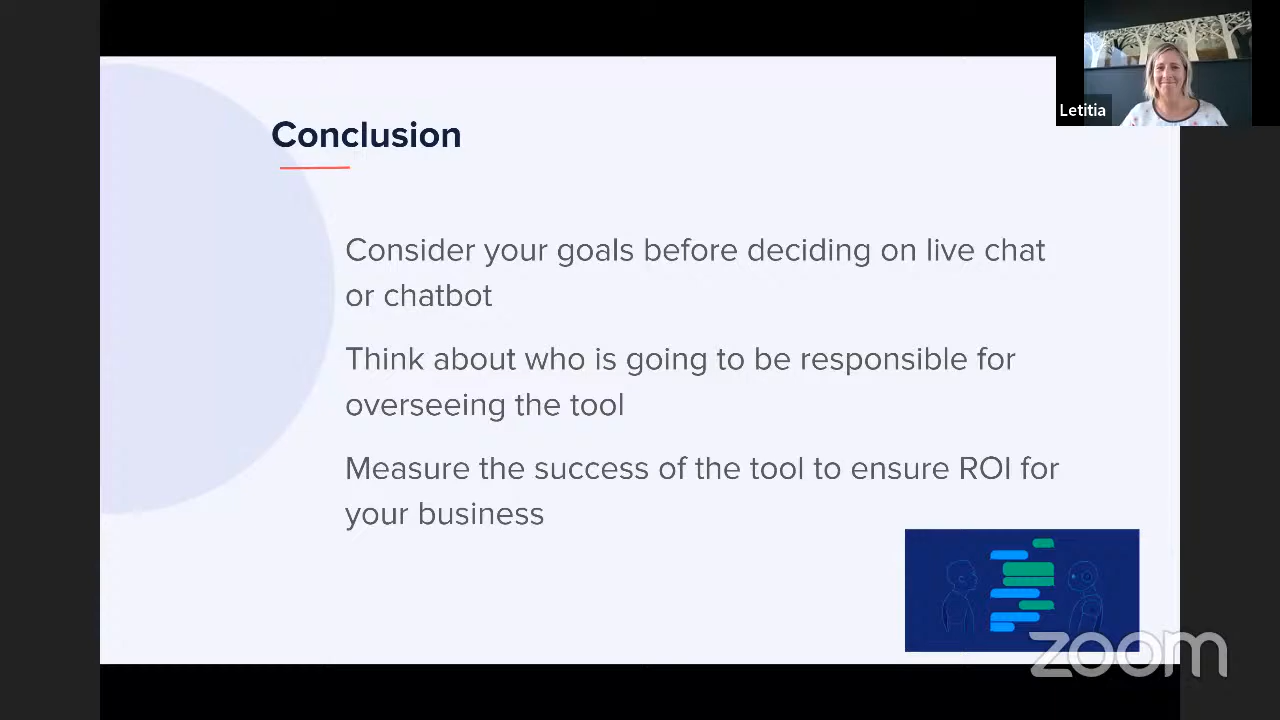 Letitia
Conclusion
Consider your goals before deciding on live chat
or chatbot
Think about who is going to be responsible for
overseeing the tool
Measure the success of the tool to ensure ROI for
your business
zoom